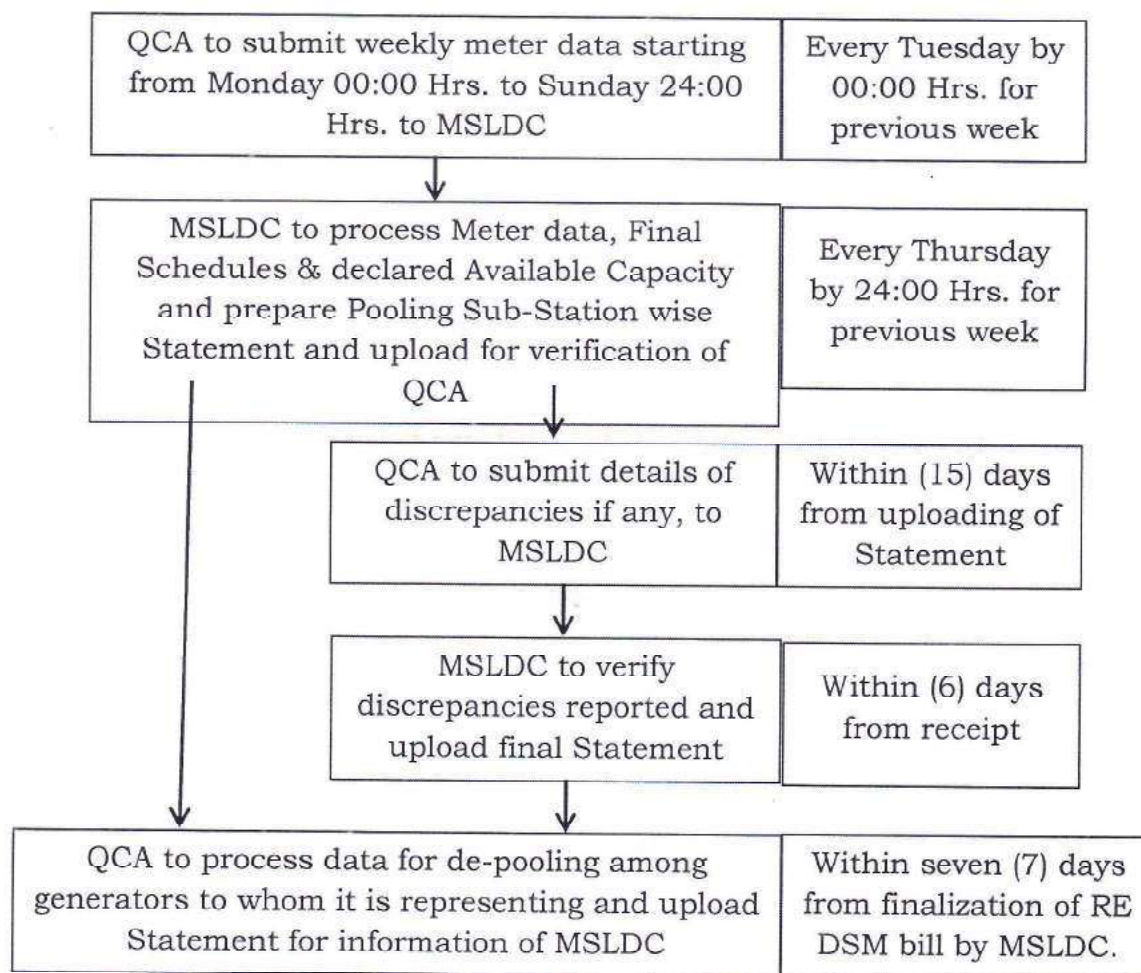 QCA to submit weekly meter data starting
from Monday 00:00 Hrs. to Sunday 24:00
Hrs. to MSLDC
Every Tuesday by
00:00 Hrs. for
previous week
MSLDC to process Meter data, Final
Schedules & declared Available Capacity
and prepare Pooling Sub-Station wise
Statement and upload for verification of
QCA
Every Thursday
by 24:00 Hrs. for
previous week
QCA to submit details of
discrepancies if any, to
MSLDC
Within (15) days
from uploading of
Statement
MSLDC to verify
discrepancies reported and
upload final Statement
Within (6) days
from receipt
QCA to process data for de-pooling among
generators to whom it is representing and upload
Statement for information of MSLDC
Within seven (7) days
from finalization of RE
DSM bill by MSLDC.